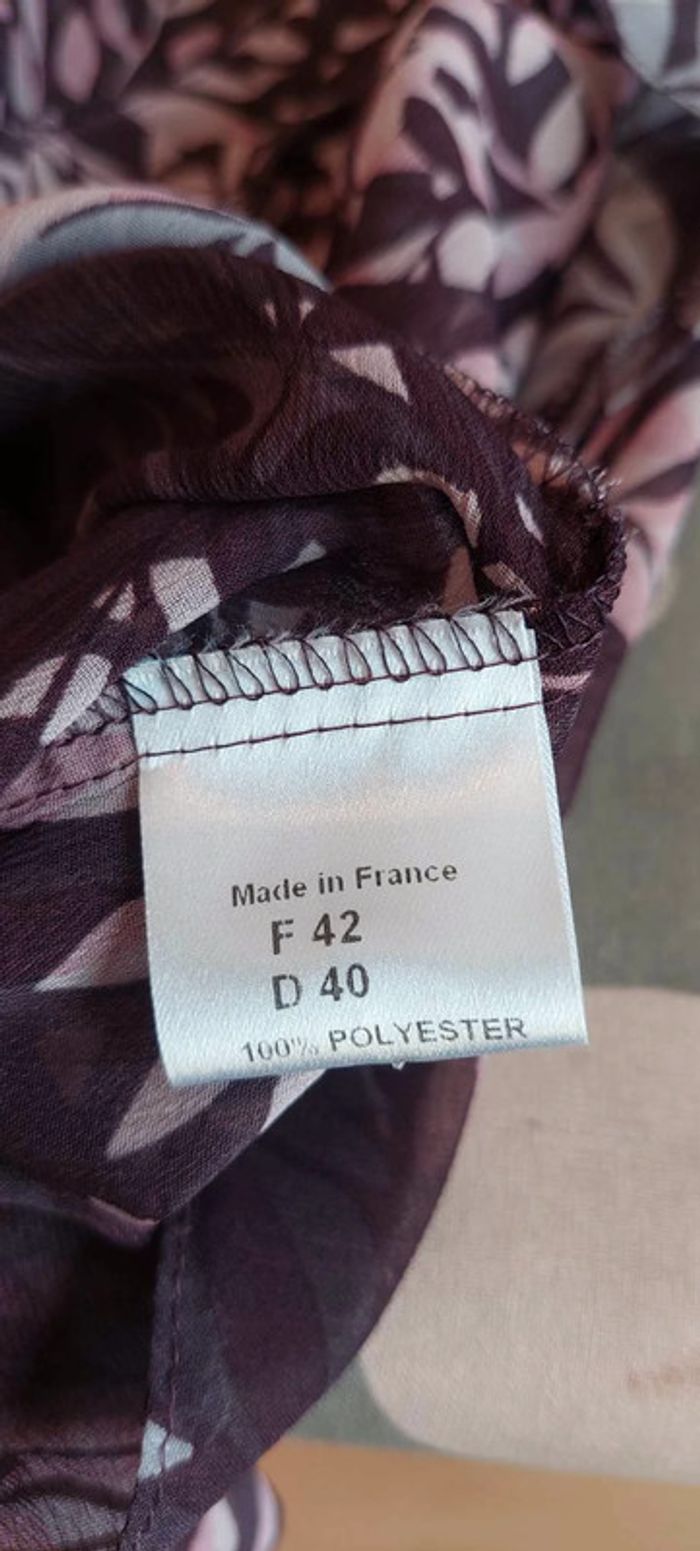 Made in France
F 42
D 40
100% POLYESTER